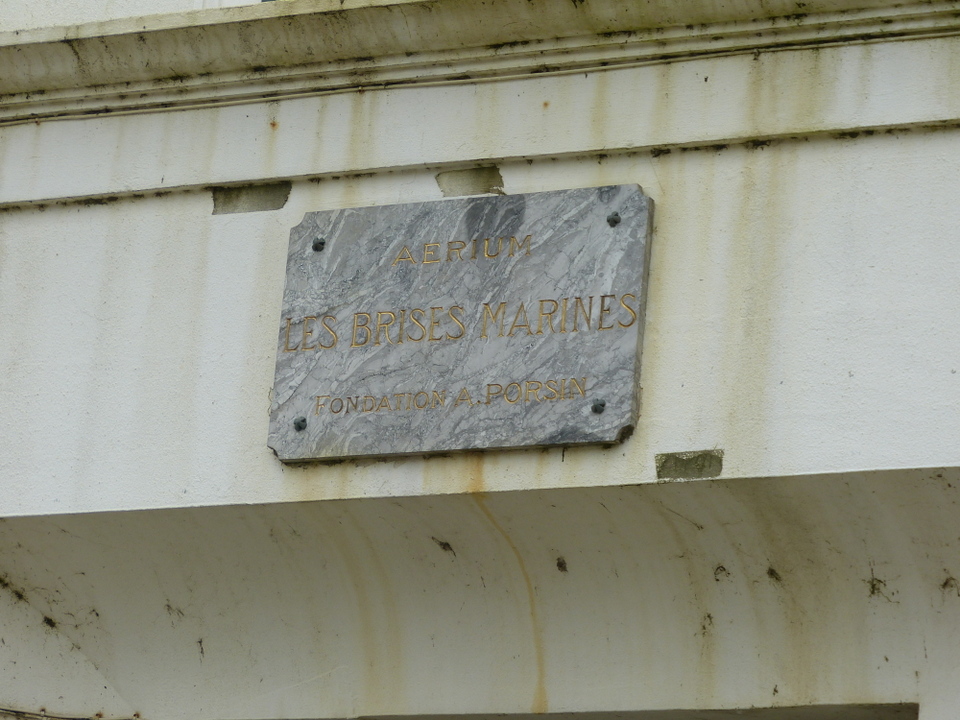 AERIUM
LES BRISES MARINES
FONDATION A. PORSIN